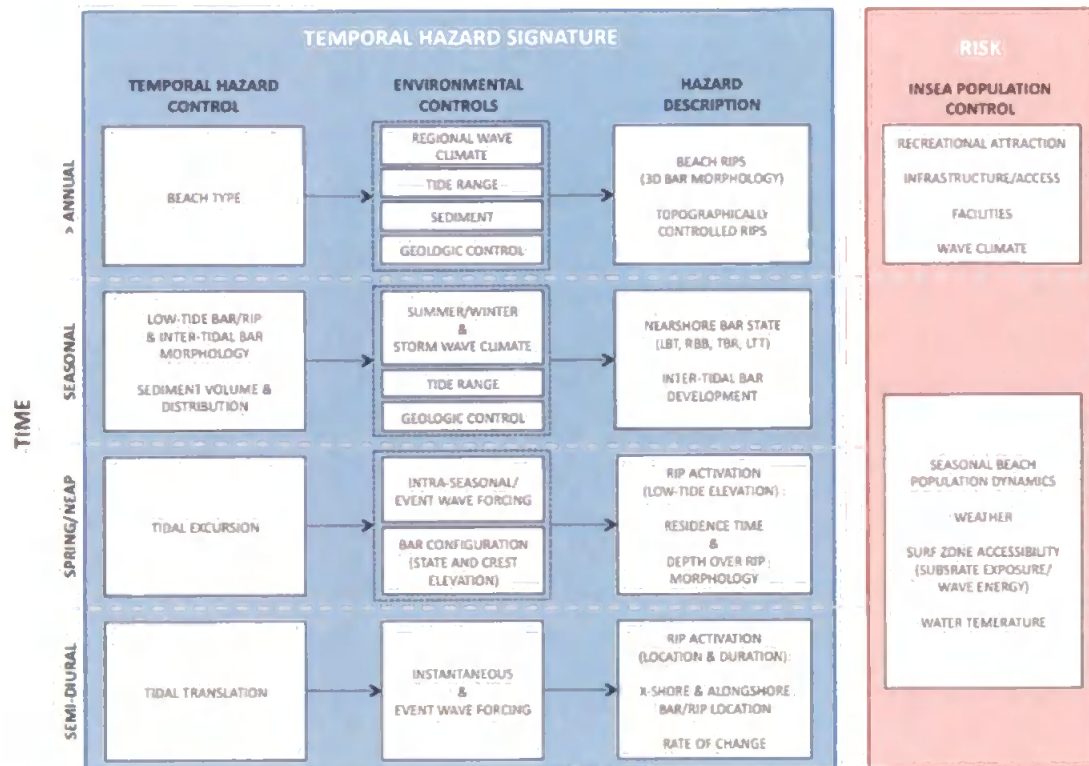 TEMPORAL HAZARD SIGNATURE
RISK
TEMPORAL HAZARD
CONTROL
ENVIRONMENTAL
CONTROLS
HAZARD
DESCRIPTION
INSEA POPULATION
CONTROL
TIME
> ANNUAL
BEACH TYPE
REGIONAL WAVE
CLIMATE
TIDE RANGE
SEDIMENT
GEOLOGIC CONTROL
BEACH RIPS
(3D BAR MORPHOLOGY)
TOPOGRAPHICALLY
CONTROLLED RIPS
RECREATIONAL ATTRACTION
INFRASTRUCTURE/ACCESS
FACILITIES
WAVE CLIMATE
SEASONAL
LOW-TIDE BAR/RIP
& INTER-TIDAL BAR
MORPHOLOGY
SEDIMENT VOLUME &
DISTRIBUTION
SUMMER/WINTER
&
STORM WAVE CLIMATE
TIDE RANGE
GEOLOGIC CONTROL
NEARSHORE BAR STATE
(LBT, RBB, TBR, LTT)
INTER-TIDAL BAR
DEVELOPMENT
SPRING/NEAP
TIDAL EXCURSION
INTRA-SEASONAL/
EVENT WAVE FORCING
BAR CONFIGURATION
(STATE AND CREST
ELEVATION)
RIP ACTIVATION
(LOW-TIDE ELEVATION):
RESIDENCE TIME
&
DEPTH OVER RIP
MORPHOLOGY
SEASONAL BEACH
POPULATION DYNAMICS
WEATHER
SURF ZONE ACCESSIBILITY
(SUBSRATE EXPOSURE/
WAVE ENERGY)
WATER TEMERATURE
SEMI-DIURAL
TIDAL TRANSLATION
INSTANTANEOUS
&
EVENT WAVE FORCING
RIP ACTIVATION
(LOCATION & DURATION):
X-SHORE & ALONGSHORE
BAR/RIP LOCATION
RATE OF CHANGE